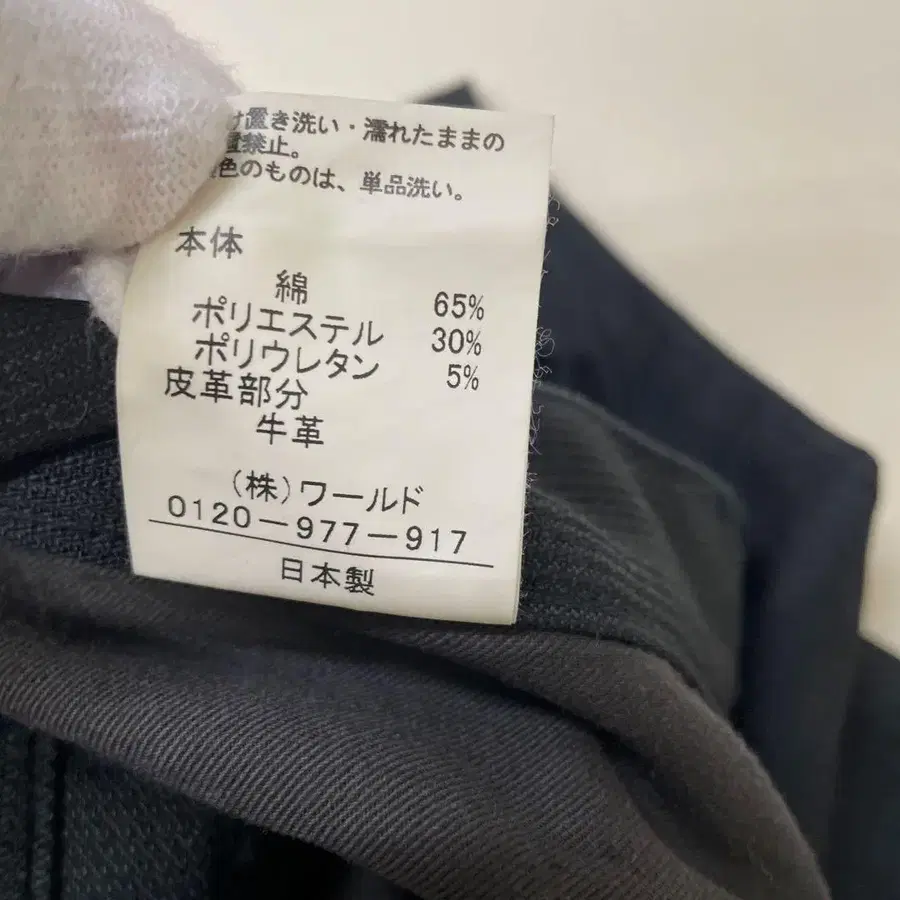 け置き洗い・濡れたままの
置禁止。
色のものは、単品洗い。
本体
綿 65%
ポリエステル 30%
ポリウレタン 5%
皮革部分
牛革
(株)ワールド
0120-977-917
日本製